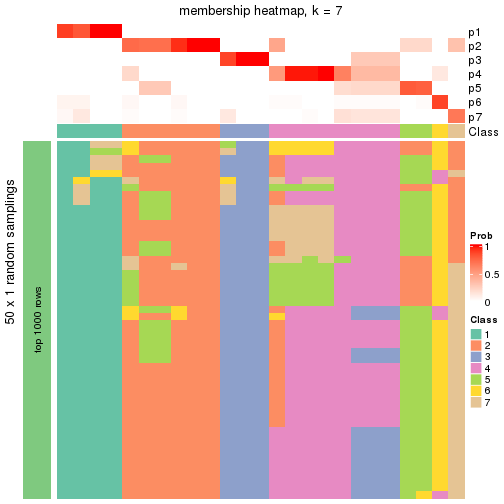 membership heatmap, k = 7
p1
p2
p3
p4
p5
p6
p7
Class
50 x 1 random samplings
top 1000 rows
Prob
1
0.5
0
Class
1
2
3
4
5
6
7